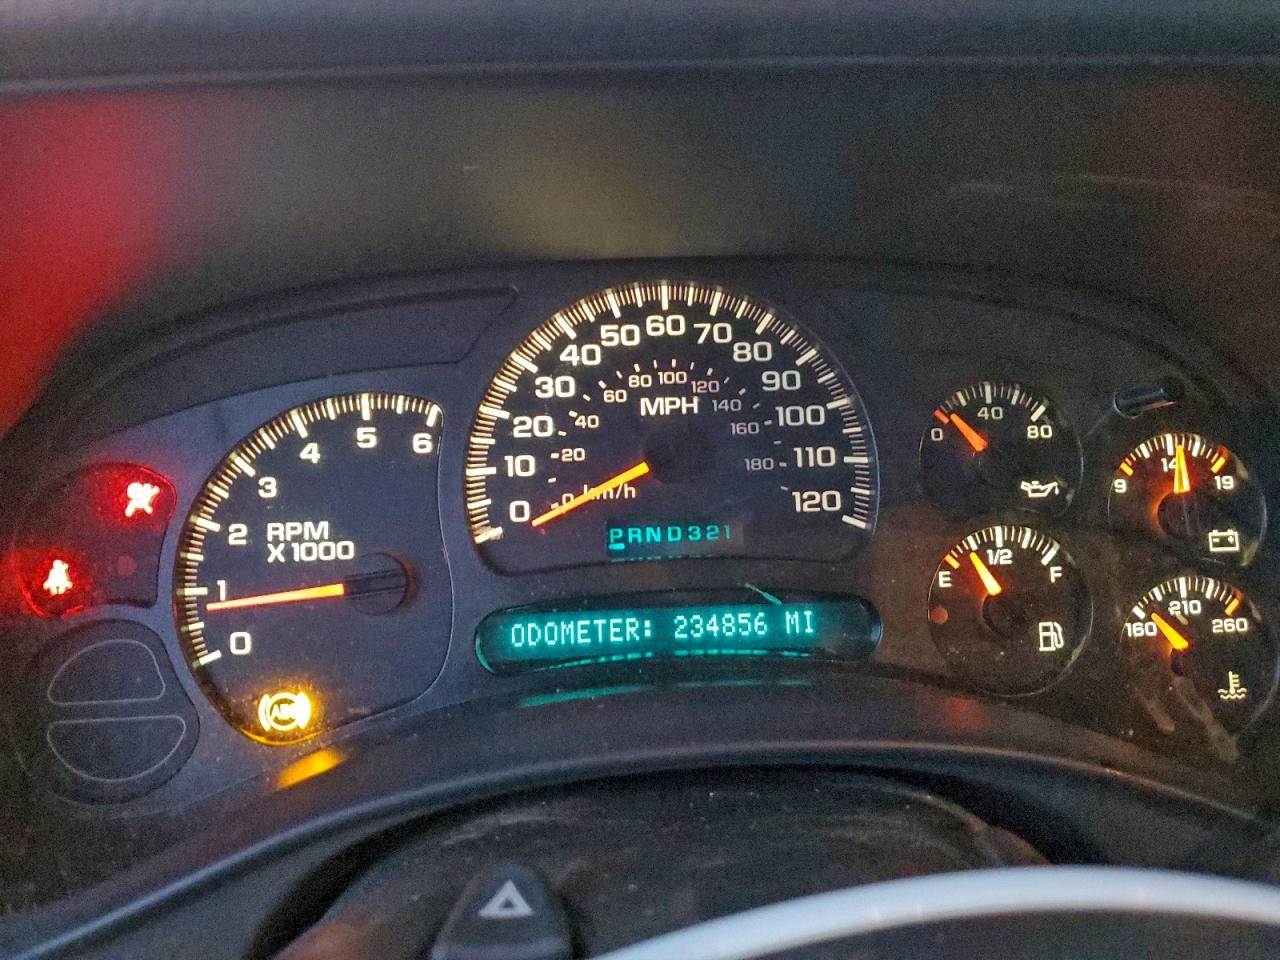 0 1 2 3 4 5 6
RPM
X1000
ABS
0 10 20 30 40 50 60 70 80 90 100 110 120
MPH
0 20 40 60 80 100 120 140 160 180
km/h
PRND321
ODOMETER: 234856 MI
0 40 80
9 14 19
E 1/2 F
160 210 260